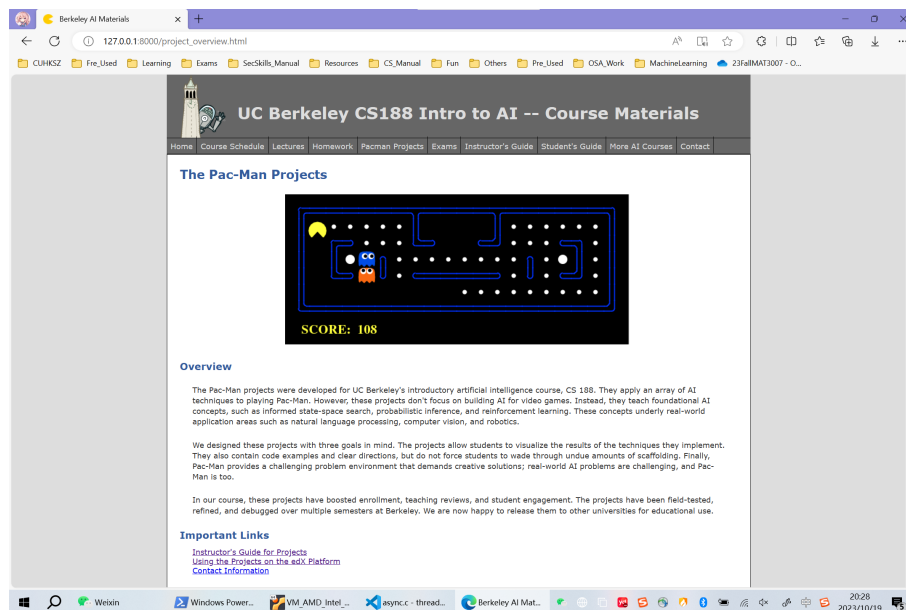 Berkeley AI Materials
127.0.0.1:8000/project_overview.html
CUHKSZ Fre_Used Learning Exams SecSkills_Manual Resources CS_Manual Fun Others Pre_Used OSA_Work MachineLearning 23FallMAT3007 - O...
UC Berkeley CS188 Intro to AI -- Course Materials
Home Course Schedule Lectures Homework Pacman Projects Exams Instructor's Guide Student's Guide More AI Courses Contact
The Pac-Man Projects
SCORE: 108
Overview
The Pac-Man projects were developed for UC Berkeley's introductory artificial intelligence course, CS 188. They apply an array of AI
techniques to playing Pac-Man. However, these projects don't focus on building AI for video games. Instead, they teach foundational AI
concepts, such as informed state-space search, probabilistic inference, and reinforcement learning. These concepts underly real-world
application areas such as natural language processing, computer vision, and robotics.
We designed these projects with three goals in mind. The projects allow students to visualize the results of the techniques they implement.
They also contain code examples and clear directions, but do not force students to wade through undue amounts of scaffolding. Finally,
Pac-Man provides a challenging problem environment that demands creative solutions; real-world AI problems are challenging, and Pac-
Man is too.
In our course, these projects have boosted enrollment, teaching reviews, and student engagement. The projects have been field-tested,
refined, and debugged over multiple semesters at Berkeley. We are now happy to release them to other universities for educational use.
Important Links
Instructor's Guide for Projects
Using the Projects on the edX Platform
Contact Information
Weixin Windows Power... VM_AMD_Intel_... async.c - thread... Berkeley AI Mat... 20:28
2023/10/19